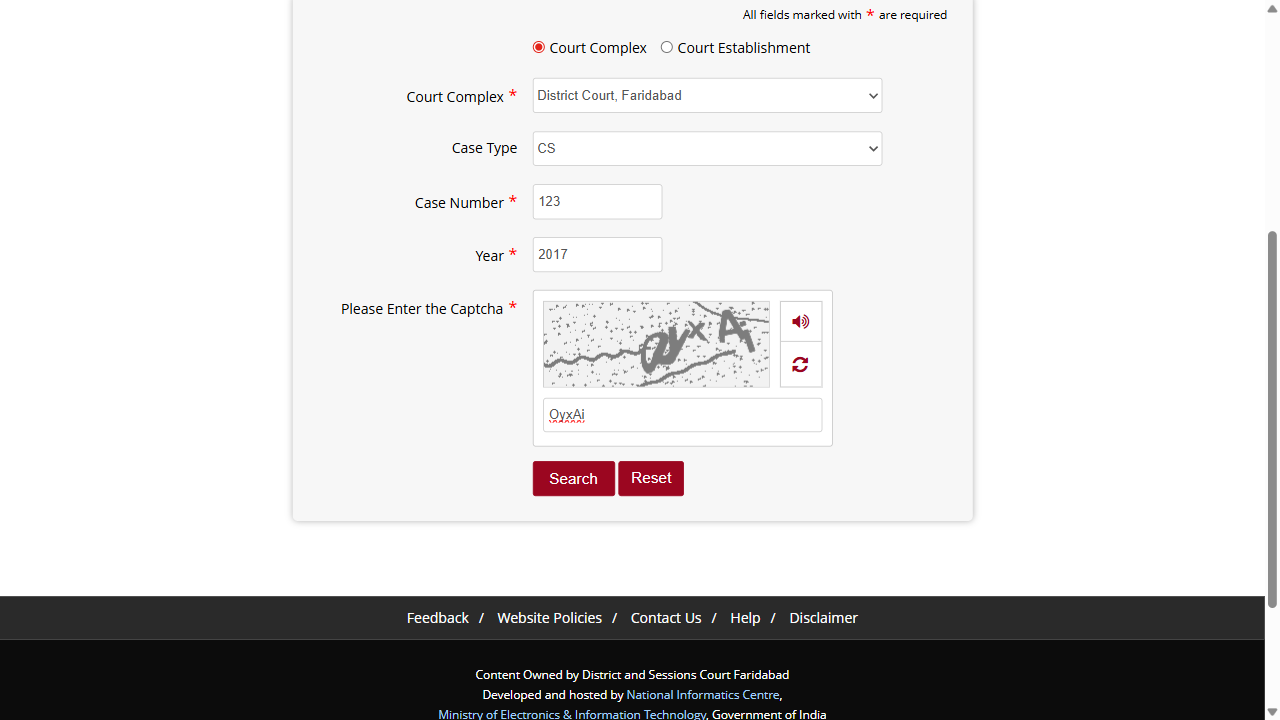 All fields marked with * are required
Court Complex Court Establishment
Court Complex * District Court, Faridabad
Case Type CS
Case Number * 123
Year * 2017
Please Enter the Captcha *
OyxAi
Search Reset
Feedback / Website Policies / Contact Us / Help / Disclaimer
Content Owned by District and Sessions Court Faridabad
Developed and hosted by National Informatics Centre,
Ministry of Electronics & Information Technology, Government of India